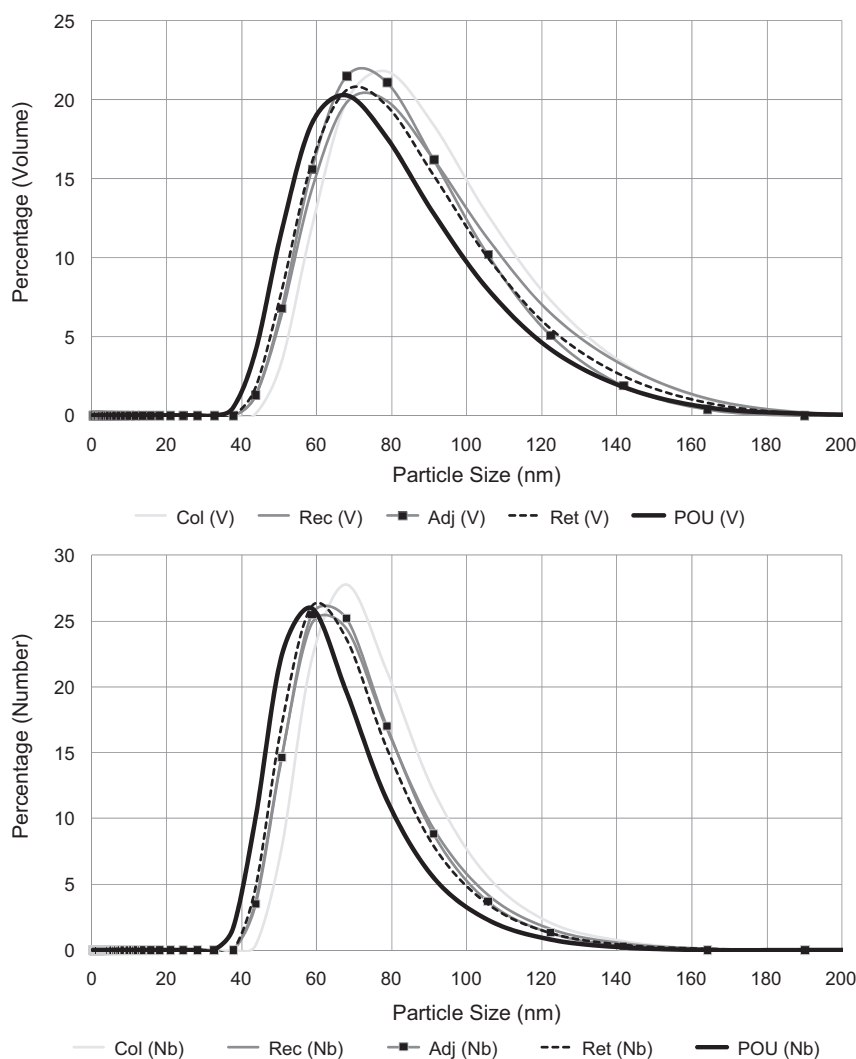 25
20
15
10
5
0
Percentage (Volume)
0 20 40 60 80 100 120 140 160 180 200
Particle Size (nm)
Col (V) Rec (V) Adj (V) Ret (V) POU (V)
30
25
20
15
10
5
0
Percentage (Number)
0 20 40 60 80 100 120 140 160 180 200
Particle Size (nm)
Col (Nb) Rec (Nb) Adj (Nb) Ret (Nb) POU (Nb)